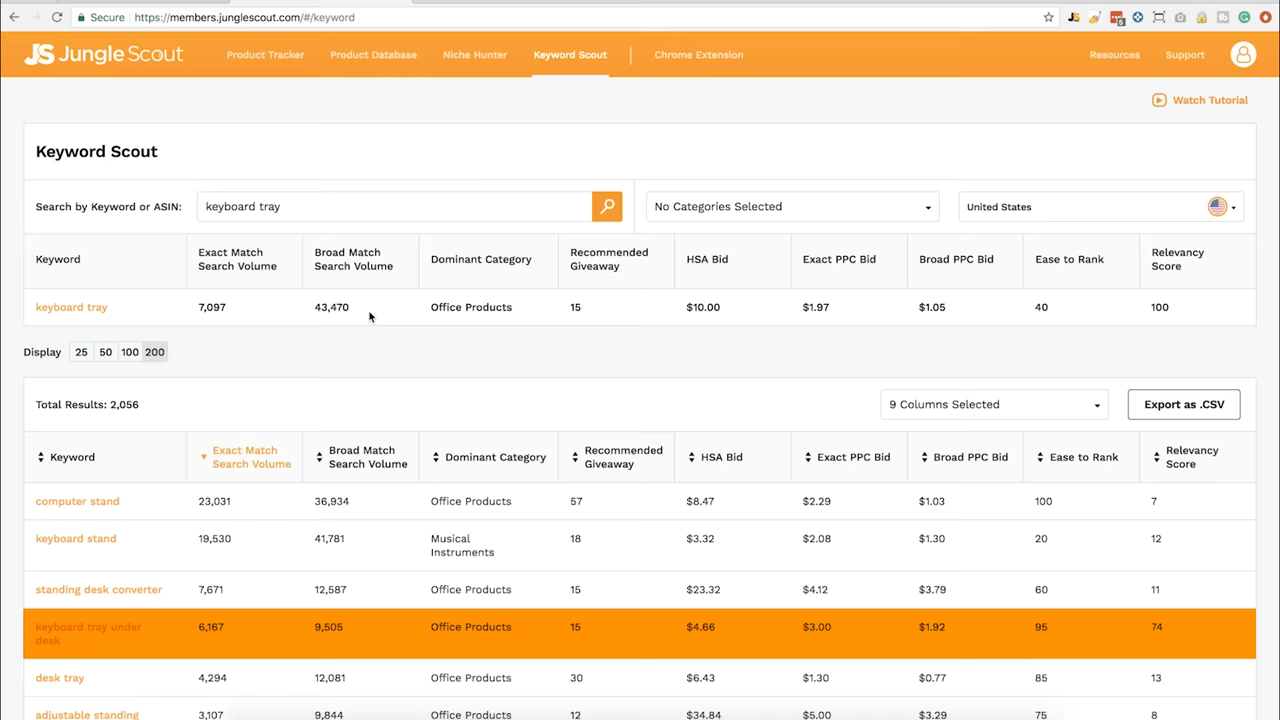 Secure https://members.junglescout.com/#/keyword
6
JS Jungle Scout Product Tracker Product Database Niche Hunter Keyword Scout Chrome Extension Resources Support
Watch Tutorial
Keyword Scout
Search by Keyword or ASIN: keyboard tray No Categories Selected United States
Keyword Exact Match Search Volume Broad Match Search Volume Dominant Category Recommended Giveaway HSA Bid Exact PPC Bid Broad PPC Bid Ease to Rank Relevancy Score
keyboard tray 7,097 43,470 Office Products 15 $10.00 $1.97 $1.05 40 100
Display 25 50 100 200
Total Results: 2,056 9 Columns Selected Export as .CSV
Keyword Exact Match Search Volume Broad Match Search Volume Dominant Category Recommended Giveaway HSA Bid Exact PPC Bid Broad PPC Bid Ease to Rank Relevancy Score
computer stand 23,031 36,934 Office Products 57 $8.47 $2.29 $1.03 100 7
keyboard stand 19,530 41,781 Musical Instruments 18 $3.32 $2.08 $1.30 20 12
standing desk converter 7,671 12,587 Office Products 15 $23.32 $4.12 $3.79 60 11
keyboard tray under desk 6,167 9,505 Office Products 15 $4.66 $3.00 $1.92 95 74
desk tray 4,294 12,081 Office Products 30 $6.43 $1.30 $0.77 85 13
adjustable standing 3,107 9,844 Office Products 12 $34.84 $5.00 $3.29 75 8